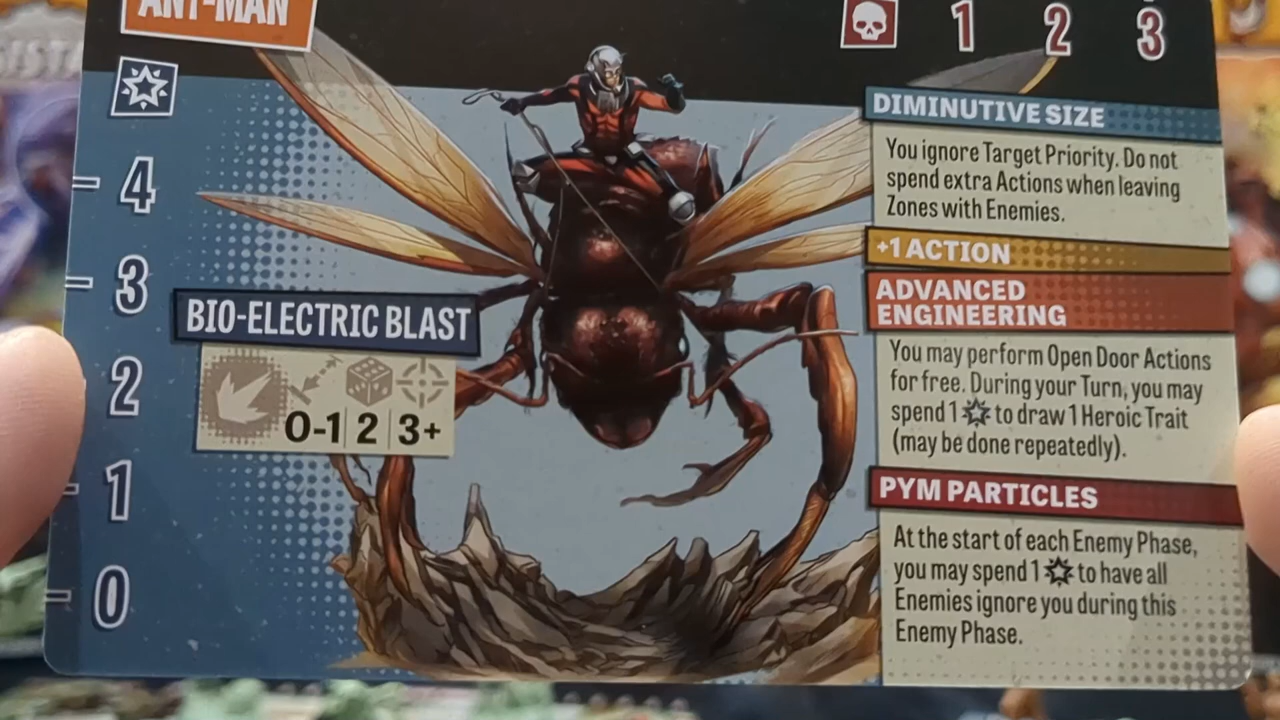 ANT-MAN
1 2 3
4
3
2
1
0
BIO-ELECTRIC BLAST
0-1 2 3+
DIMINUTIVE SIZE
You ignore Target Priority. Do not
spend extra Actions when leaving
Zones with Enemies.
+1 ACTION
ADVANCED
ENGINEERING
You may perform Open Door Actions
for free. During your Turn, you may
spend 1 to draw 1 Heroic Trait
(may be done repeatedly).
PYM PARTICLES
At the start of each Enemy Phase,
you may spend 1 to have all
Enemies ignore you during this
Enemy Phase.